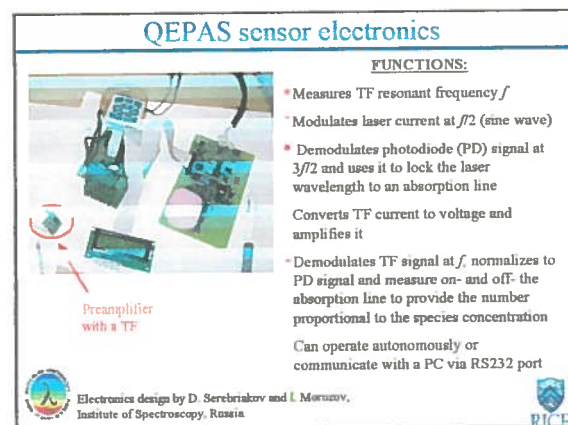 QEPAS sensor electronics
FUNCTIONS:
Measures TF resonant frequency f
Modulates laser current at f/2 (sine wave)
Demodulates photodiode (PD) signal at
3f/2 and uses it to lock the laser
wavelength to an absorption line
Converts TF current to voltage and
amplifies it
Demodulates TF signal at f, normalizes to
PD signal and measure on- and off- the
absorption line to provide the number
proportional to the species concentration
Can operate autonomously or
communicate with a PC via RS232 port
Preamplifier
with a TF
λ
Electronics design by D. Serebriakov and I. Morozov,
Institute of Spectroscopy, Russia
RICE